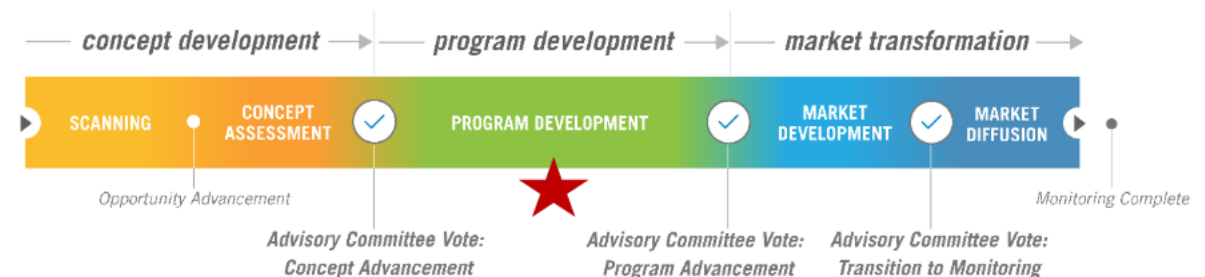 concept development
program development
market transformation
SCANNING
CONCEPT
ASSESSMENT
PROGRAM DEVELOPMENT
MARKET
DEVELOPMENT
MARKET
DIFFUSION
Opportunity Advancement
Monitoring Complete
Advisory Committee Vote:
Concept Advancement
Advisory Committee Vote:
Program Advancement
Advisory Committee Vote:
Transition to Monitoring